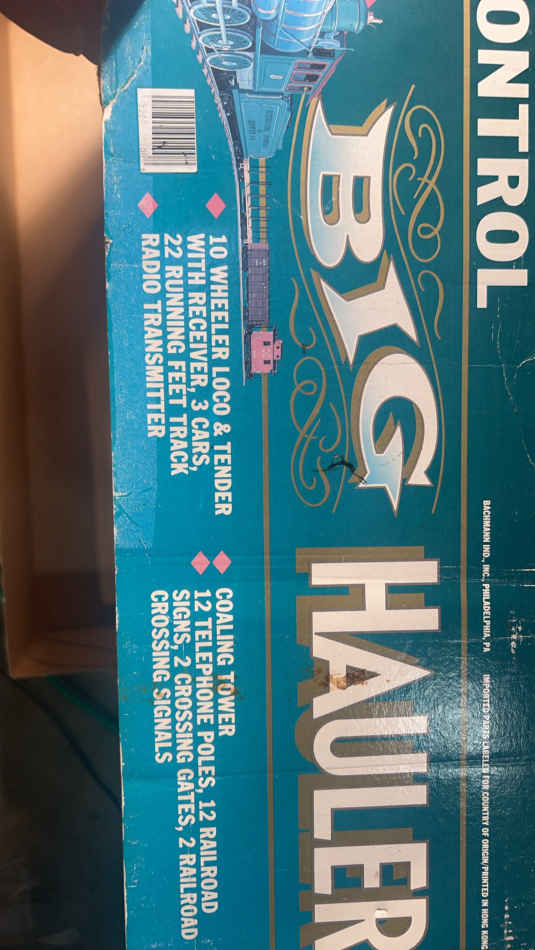 ONTROL
BIG HAULER
BACHMANN IND., INC., PHILADELPHIA, PA
IMPORTED PARTS LABELED FOR COUNTRY OF ORIGIN/PRINTED IN HONG KONG
10 WHEELER LOCO & TENDER
WITH RECEIVER, 3 CARS,
22 RUNNING FEET TRACK
RADIO TRANSMITTER
COALING TOWER
12 TELEPHONE POLES, 12 RAILROAD
SIGNS, 2 CROSSING GATES, 2 RAILROAD
CROSSING SIGNALS